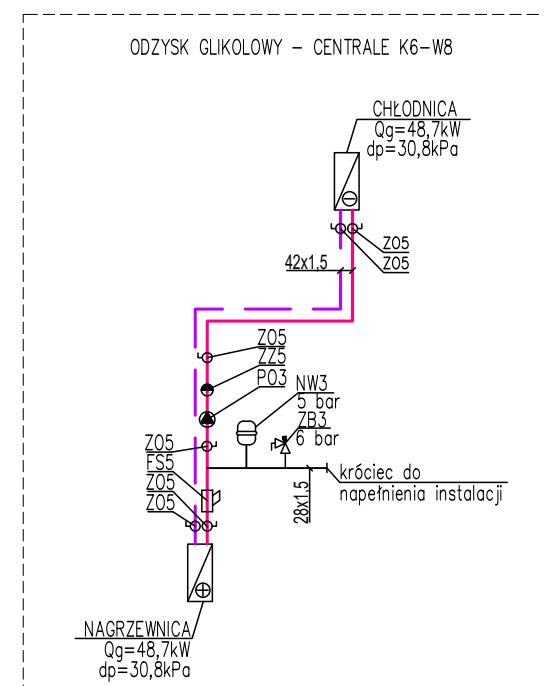 ODZYSK GLIKOLOWY – CENTRALE K6–W8
CHŁODNICA
Qg=48,7kW
dp=30,8kPa
ZO5
ZO5
42x1,5
ZO5
ZZ5
PO3
NW3
5 bar
ZB3
6 bar
ZO5
FS5
ZO5
ZO5
28x1,5
króciec do
napełnienia instalacji
NAGRZEWNICA
Qg=48,7kW
dp=30,8kPa